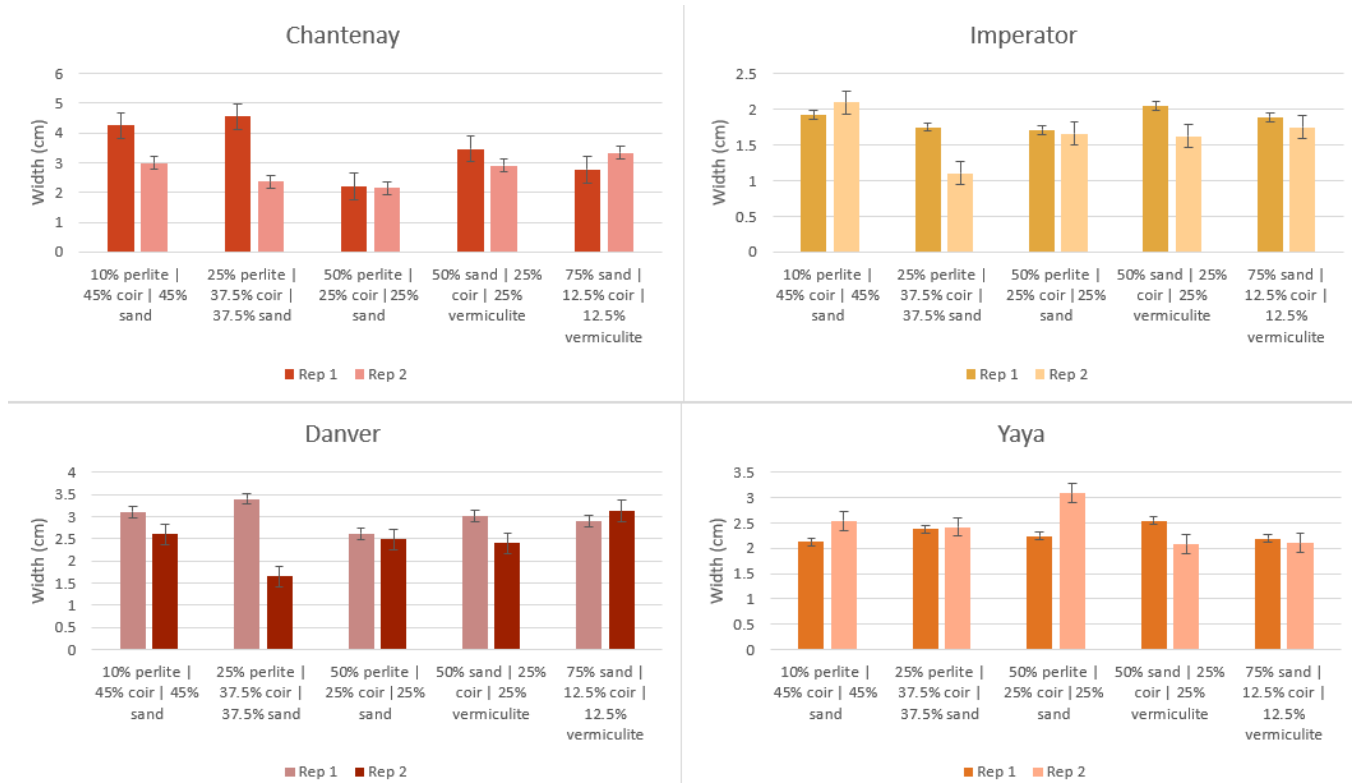 Chantenay
6
5
4
3
2
1
0
Width (cm)
10% perlite | 45% coir | 45% sand
25% perlite | 37.5% coir | 37.5% sand
50% perlite | 25% coir |25% sand
50% sand | 25% coir | 25% vermiculite
75% sand | 12.5% coir | 12.5% vermiculite
Rep 1 Rep 2
Imperator
2.5
2
1.5
1
0.5
0
Width (cm)
10% perlite | 45% coir | 45% sand
25% perlite | 37.5% coir | 37.5% sand
50% perlite | 25% coir |25% sand
50% sand | 25% coir | 25% vermiculite
75% sand | 12.5% coir | 12.5% vermiculite
Rep 1 Rep 2
Danver
4
3.5
3
2.5
2
1.5
1
0.5
0
Width (cm)
10% perlite | 45% coir | 45% sand
25% perlite | 37.5% coir | 37.5% sand
50% perlite | 25% coir |25% sand
50% sand | 25% coir | 25% vermiculite
75% sand | 12.5% coir | 12.5% vermiculite
Rep 1 Rep 2
Yaya
3.5
3
2.5
2
1.5
1
0.5
0
Width (cm)
10% perlite | 45% coir | 45% sand
25% perlite | 37.5% coir | 37.5% sand
50% perlite | 25% coir |25% sand
50% sand | 25% coir | 25% vermiculite
75% sand | 12.5% coir | 12.5% vermiculite
Rep 1 Rep 2